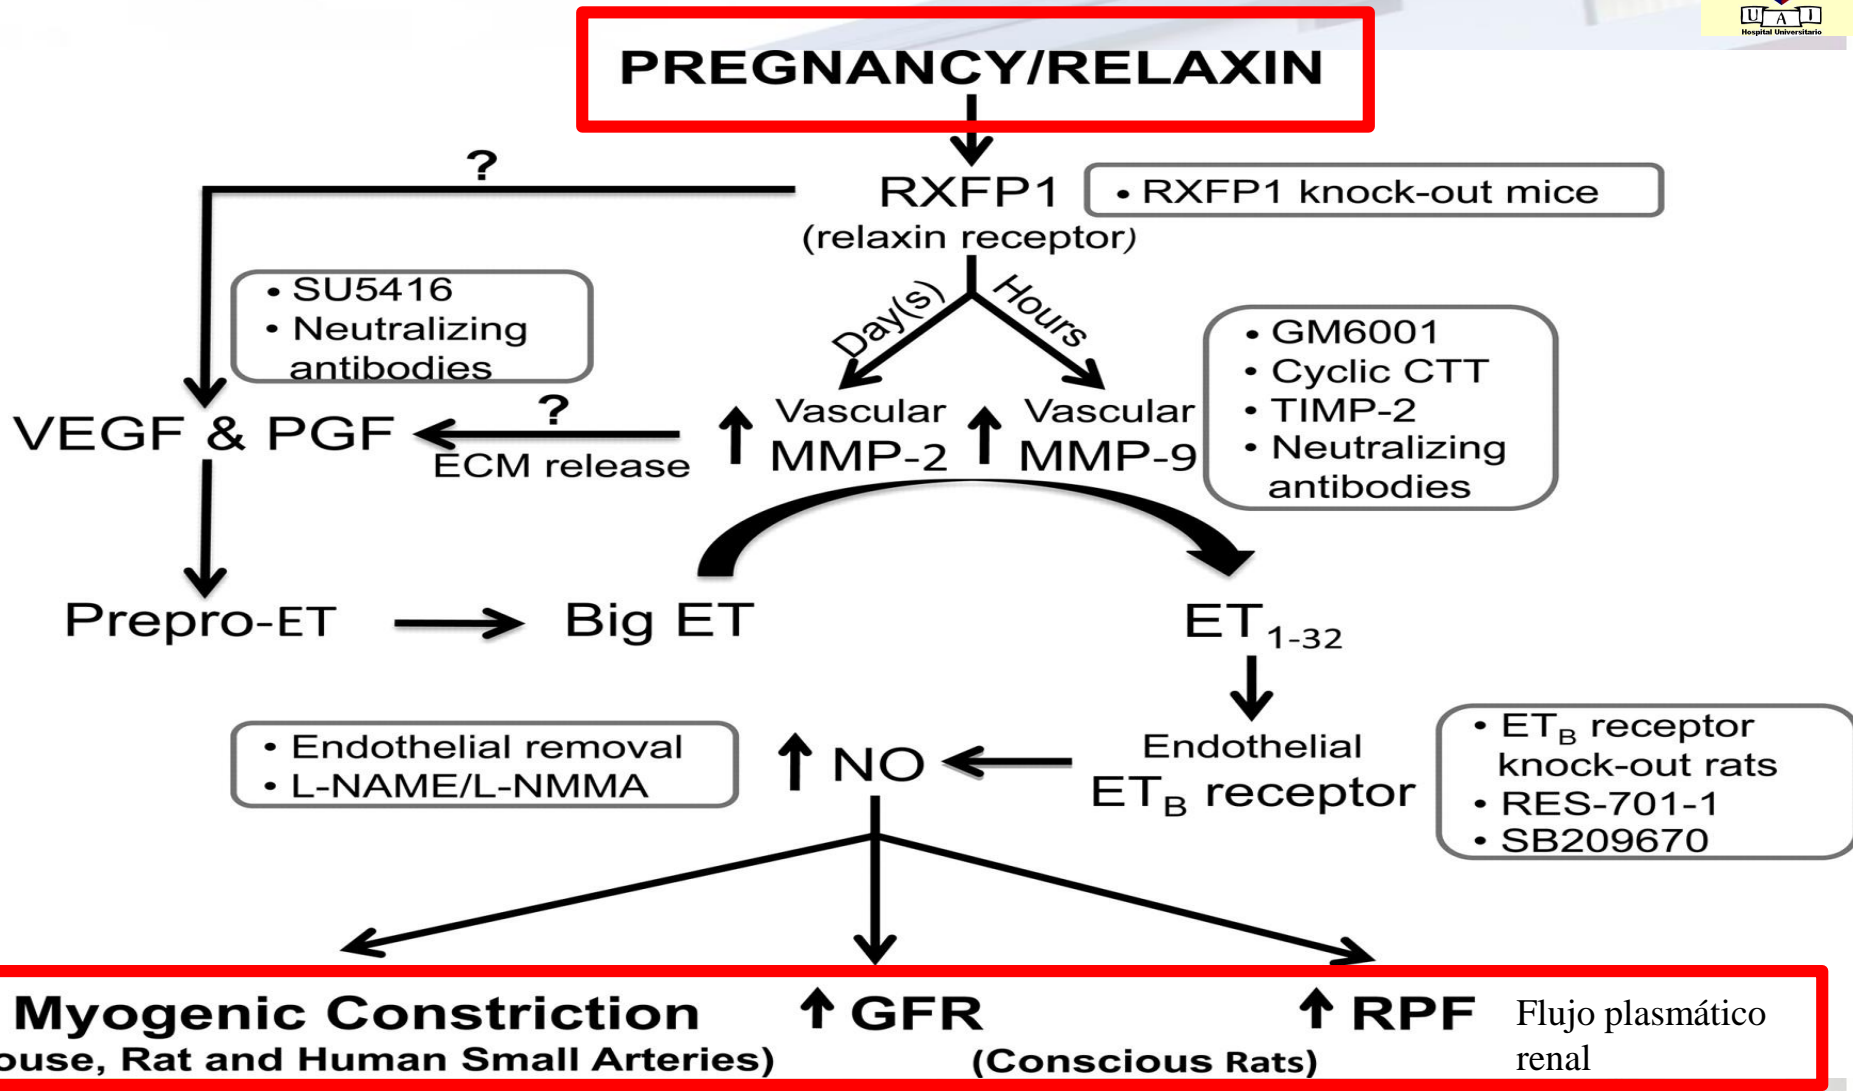 U A I
Hospital Universitario
PREGNANCY/RELAXIN
?
RXFP1
(relaxin receptor)
• RXFP1 knock-out mice
Day(s)
Hours
• SU5416
• Neutralizing
antibodies
• GM6001
• Cyclic CTT
• TIMP-2
• Neutralizing
antibodies
VEGF & PGF
?
ECM release
↑ Vascular
MMP-2
↑ Vascular
MMP-9
Prepro-ET
Big ET
ET1-32
• Endothelial removal
• L-NAME/L-NMMA
↑ NO
Endothelial
ETB receptor
• ETB receptor
knock-out rats
• RES-701-1
• SB209670
Myogenic Constriction
ouse, Rat and Human Small Arteries)
↑ GFR
↑ RPF
(Conscious Rats)
Flujo plasmático
renal